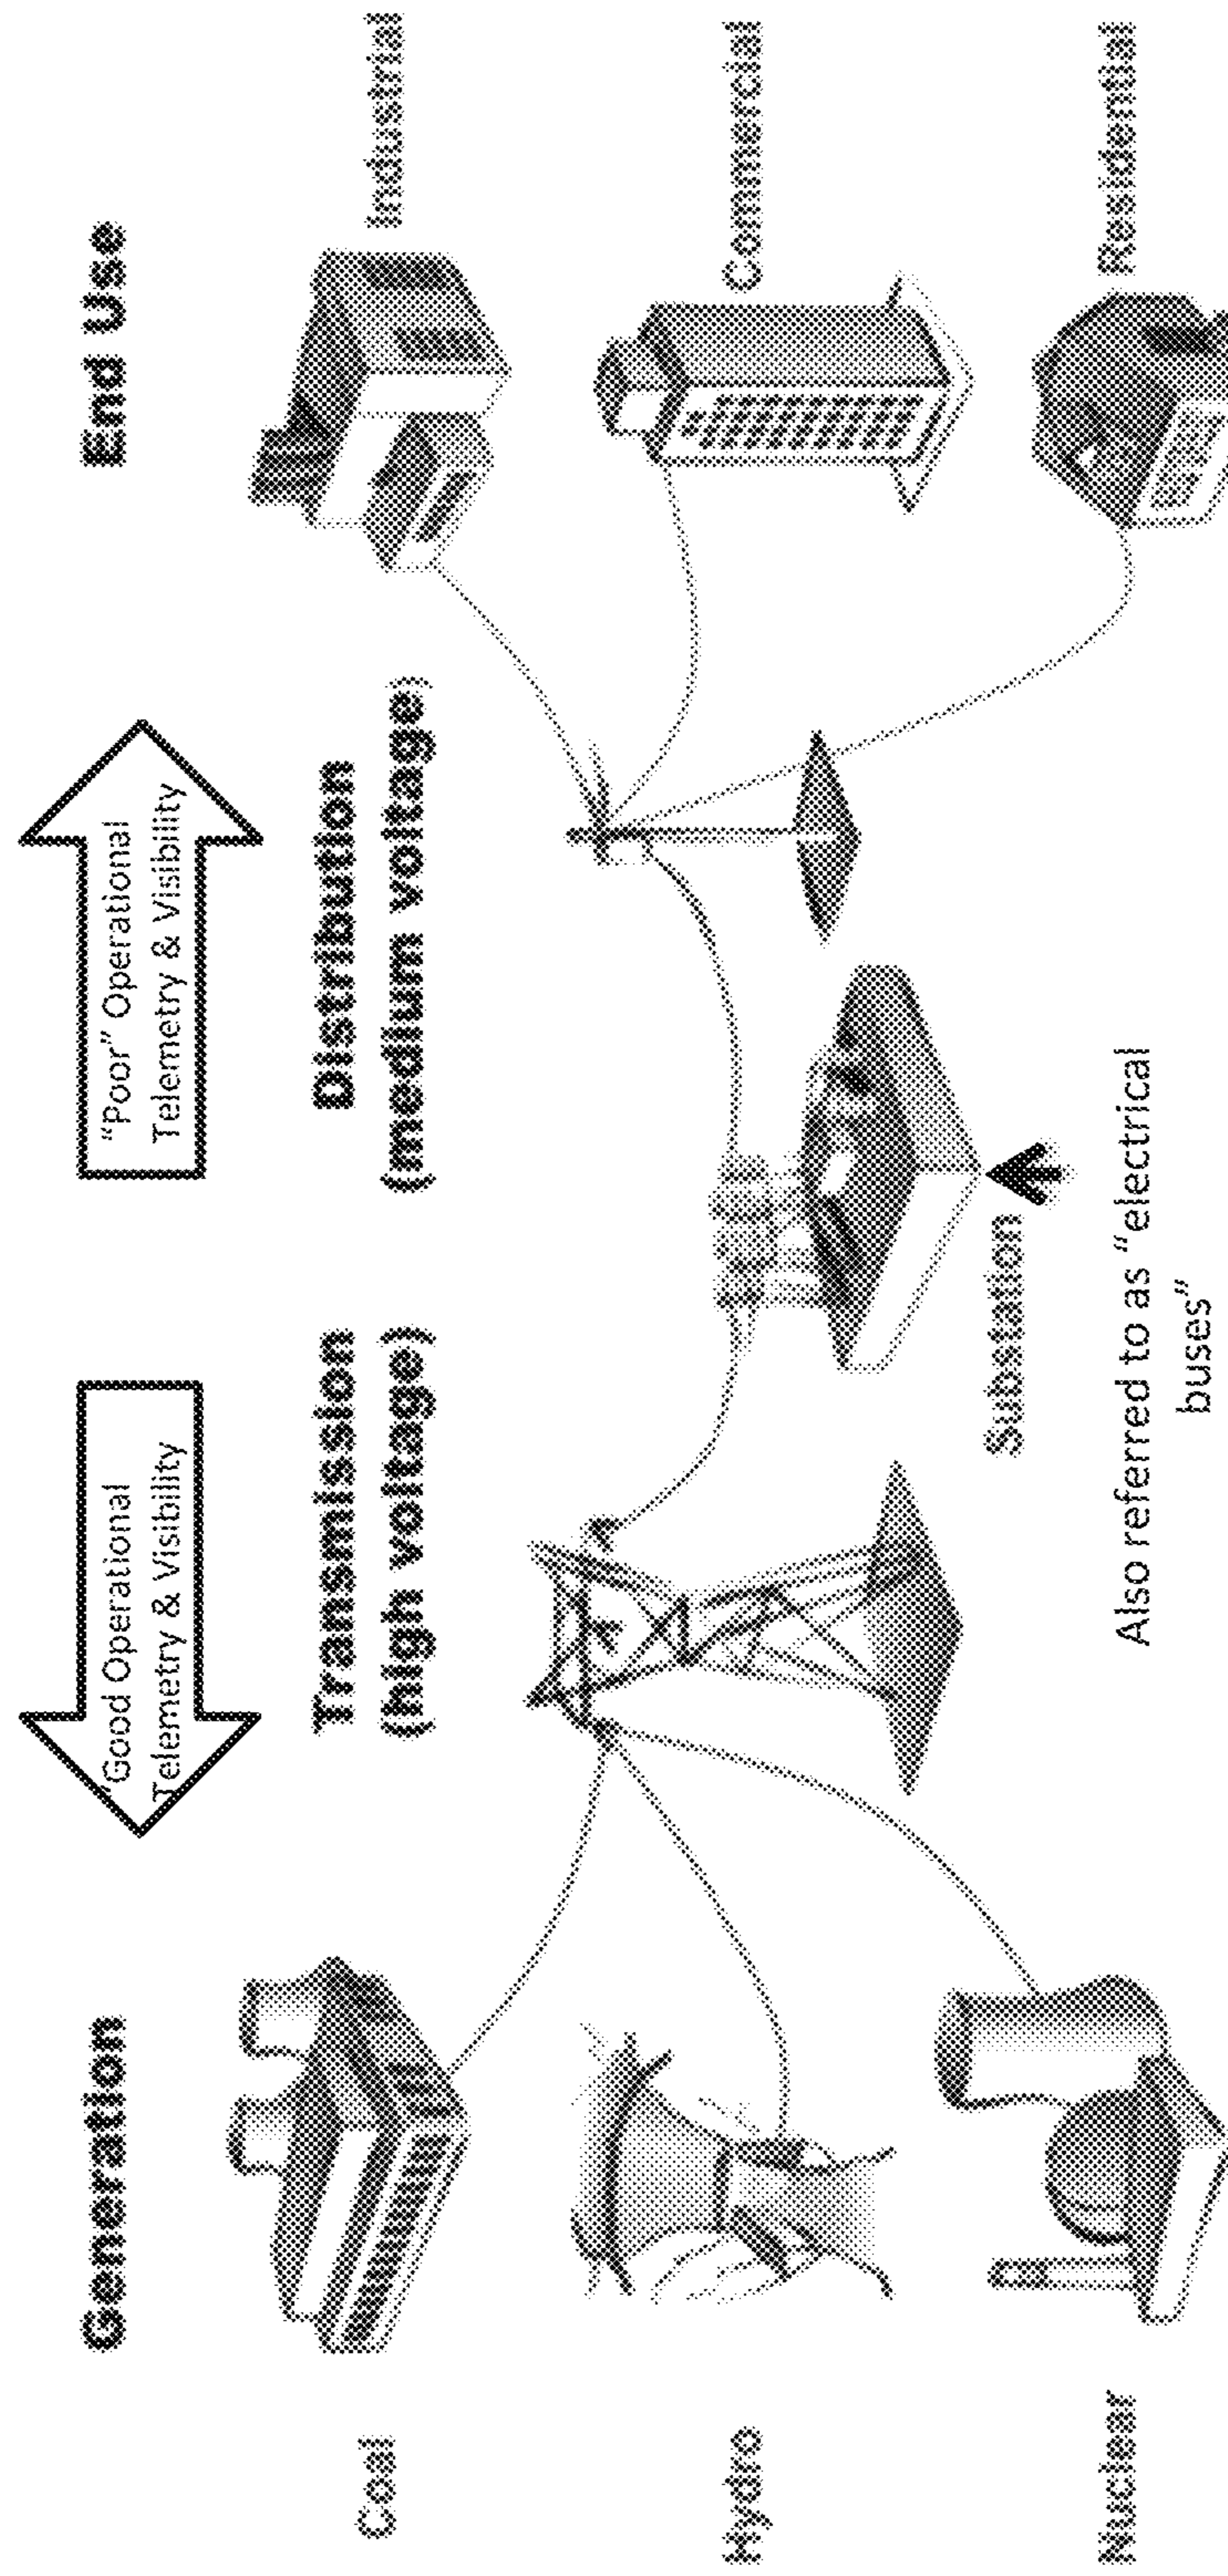 Generation
End Use
"Good Operational
Telemetry & Visibility
"Poor" Operational
Telemetry & Visibility
Transmission
(high voltage)
Distribution
(medium voltage)
Coal
Hydro
Nuclear
Industrial
Commercial
Residential
Substation
Also referred to as "electrical
buses"